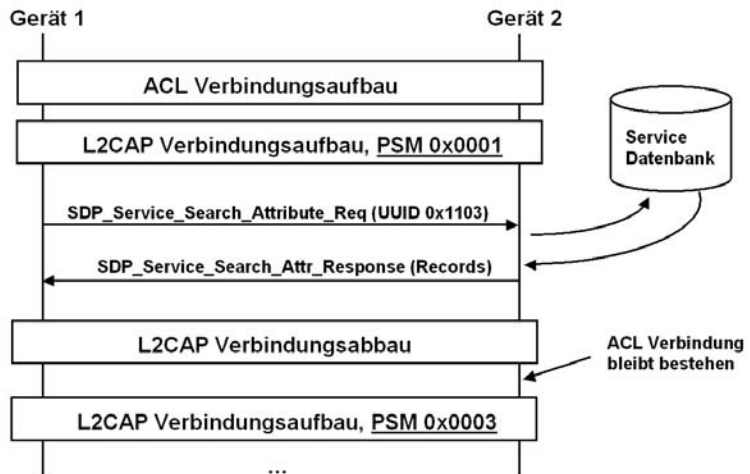 Gerät 1
Gerät 2
ACL Verbindungsaufbau
L2CAP Verbindungsaufbau, PSM 0x0001
Service
Datenbank
SDP_Service_Search_Attribute_Req (UUID 0x1103)
SDP_Service_Search_Attr_Response (Records)
L2CAP Verbindungsabbau
ACL Verbindung
bleibt bestehen
L2CAP Verbindungsaufbau, PSM 0x0003
...